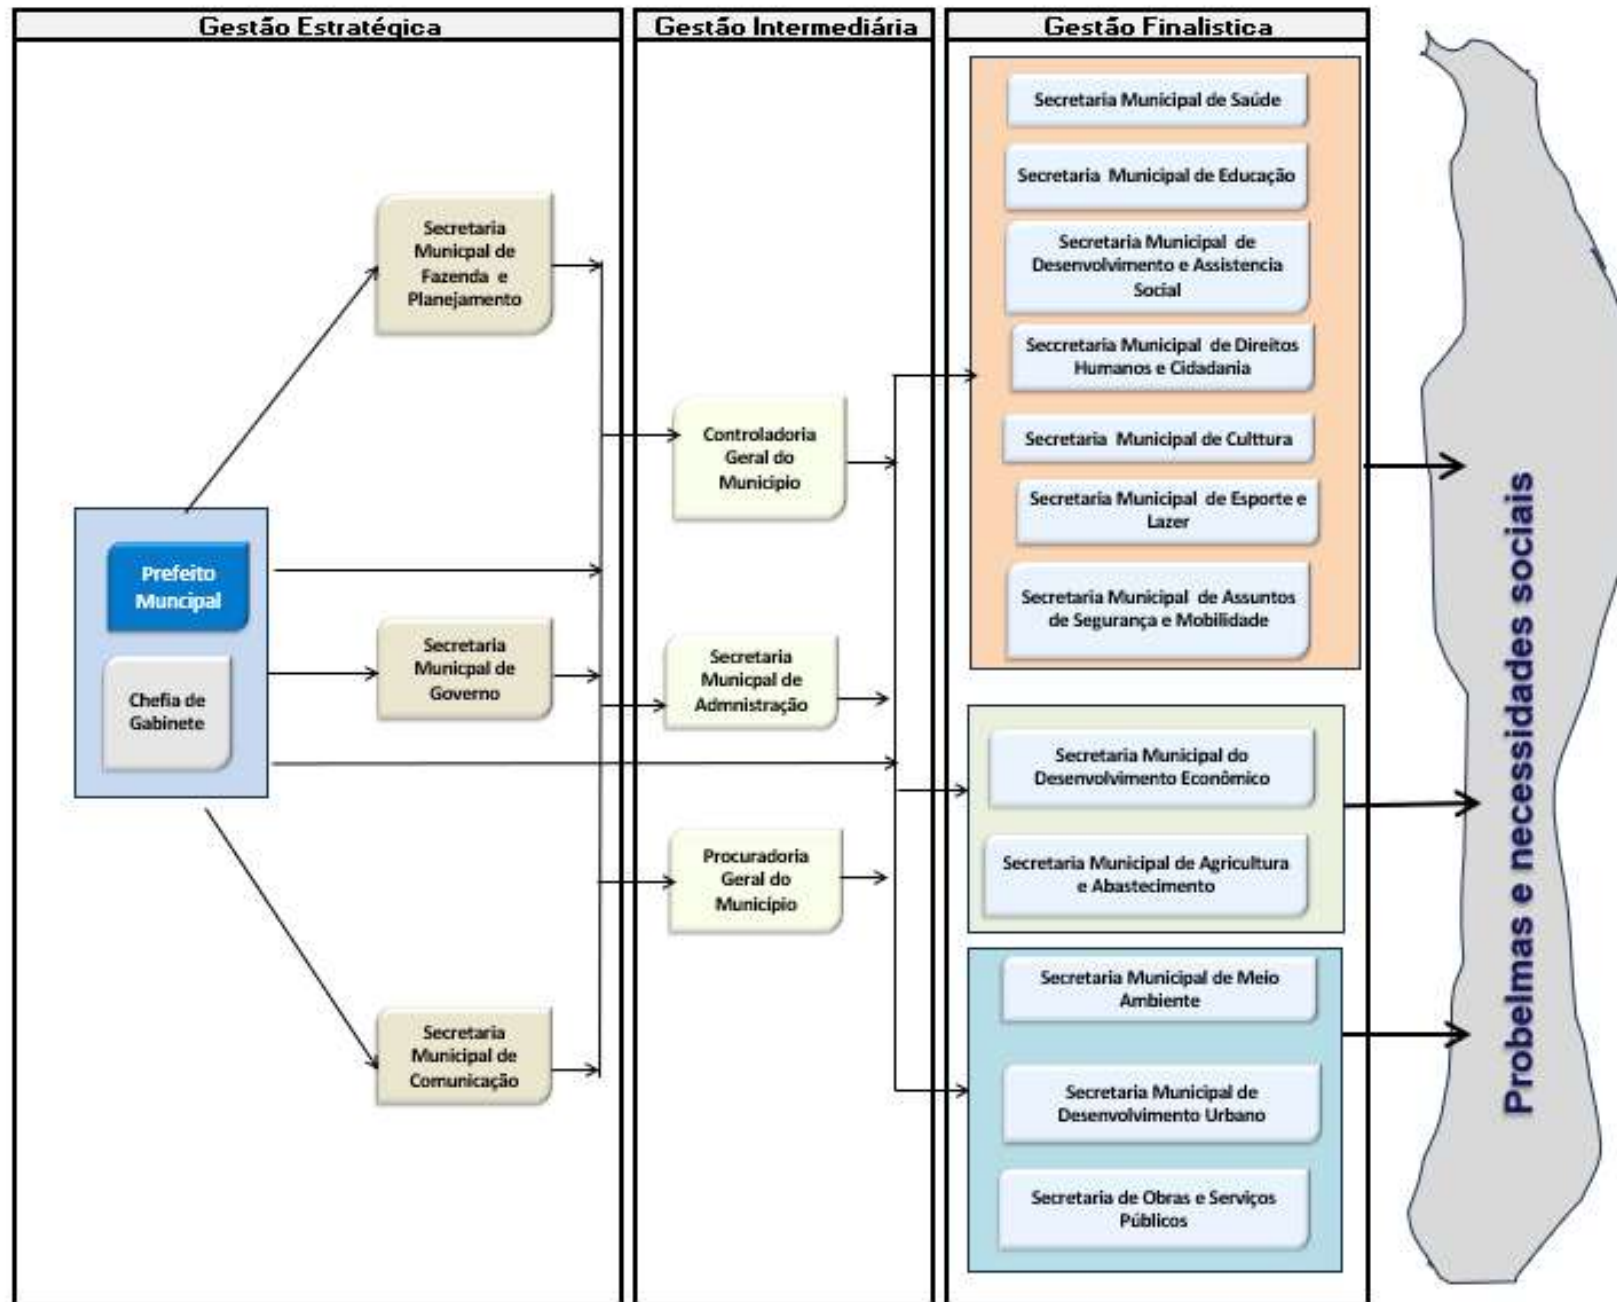 Gestão Estratégica
Gestão Intermediária
Gestão Finalistica
Secretaria
Municpal de
Fazenda e
Planejamento
Prefeito
Muncipal
Chefia de
Gabinete
Secretaria
Municpal de
Governo
Secretaria
Municipal de
Comunicação
Controladoria
Geral do
Municipio
Secretaria
Muncpal de
Admnistração
Procuradoria
Geral do
Município
Secretaria Municipal de Saúde
Secretaria Municipal de Educação
Secretaria Municipal de
Desenvolvimento e Assistencia
Social
Seccretaria Municipal de Direitos
Humanos e Cidadania
Secretaria Municipal de Culttura
Secretaria Municipal de Esporte e
Lazer
Secretaria Municipal de Assuntos
de Segurança e Mobilidade
Secretaria Municipal do
Desenvolvimento Econômico
Secretaria Municipal de Agricultura
e Abastecimento
Secretaria Municipal de Meio
Ambiente
Secretaria Municipal de
Desenvolvimento Urbano
Secretaria de Obras e Serviços
Públicos
Probelmas e necessidades sociais